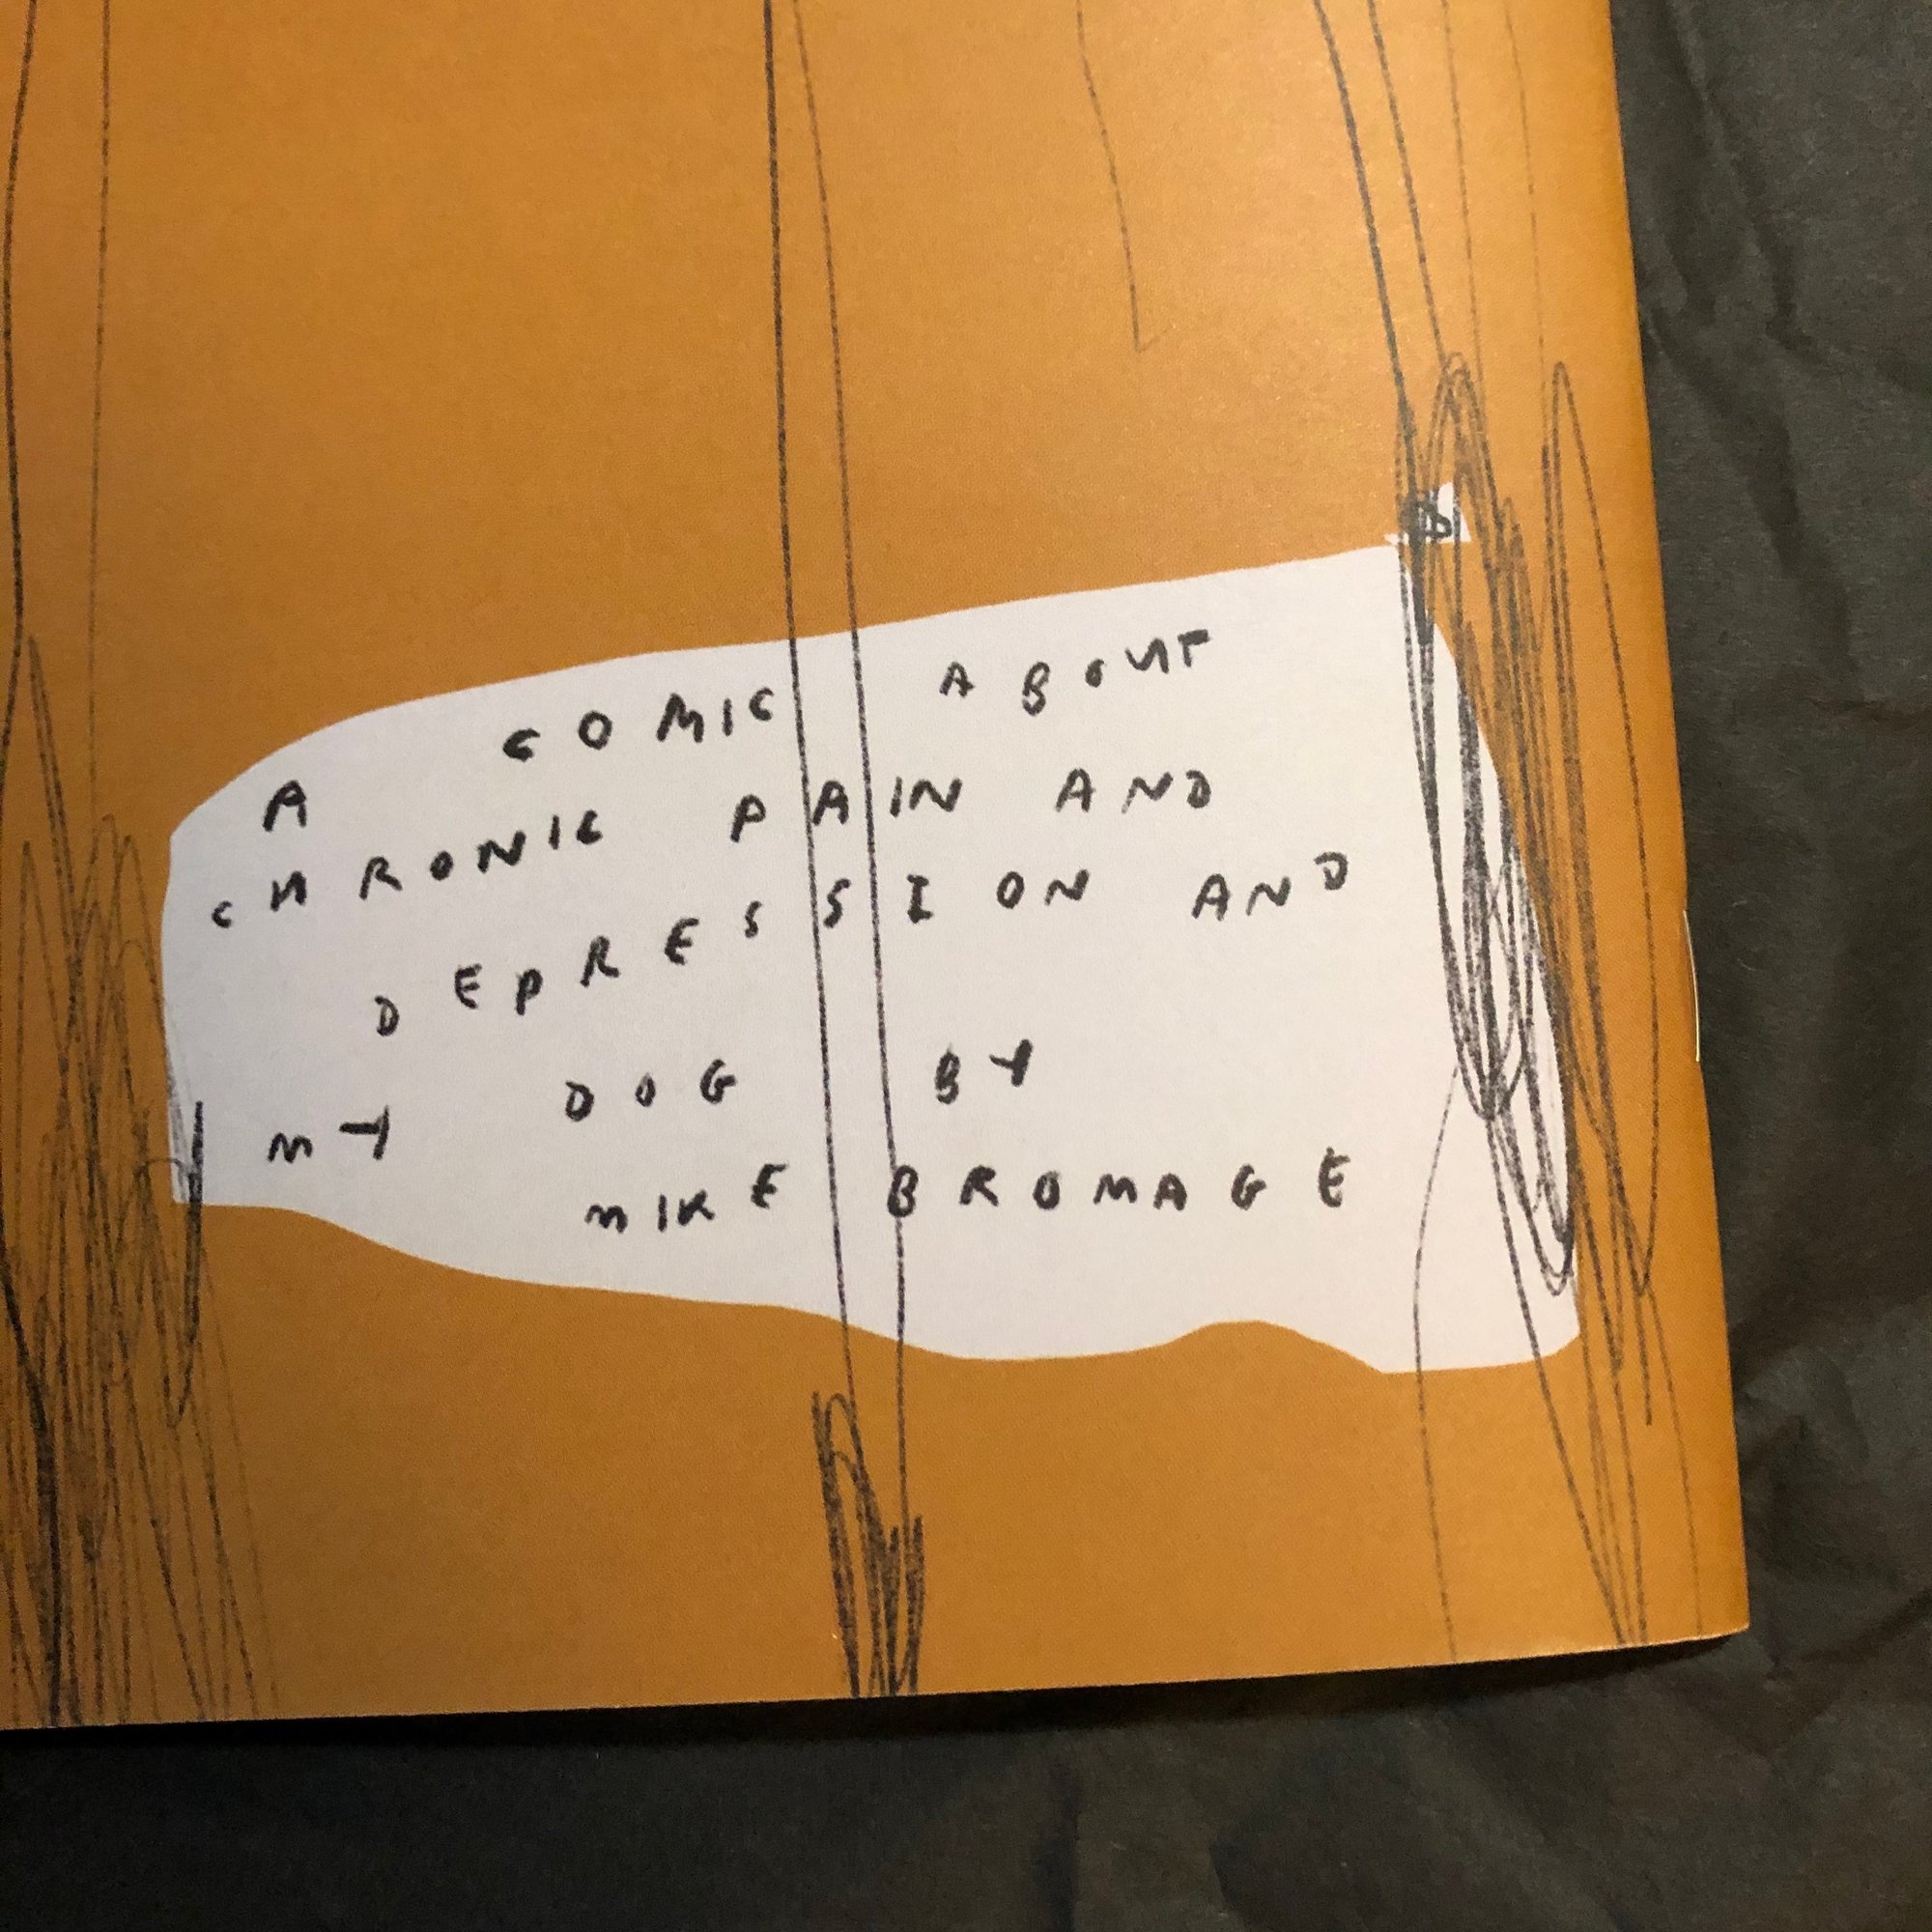 A COMIC ABOUT
CHRONIC PAIN AND
DEPRESSION AND
MY DOG BY
MIKE BROMAGE